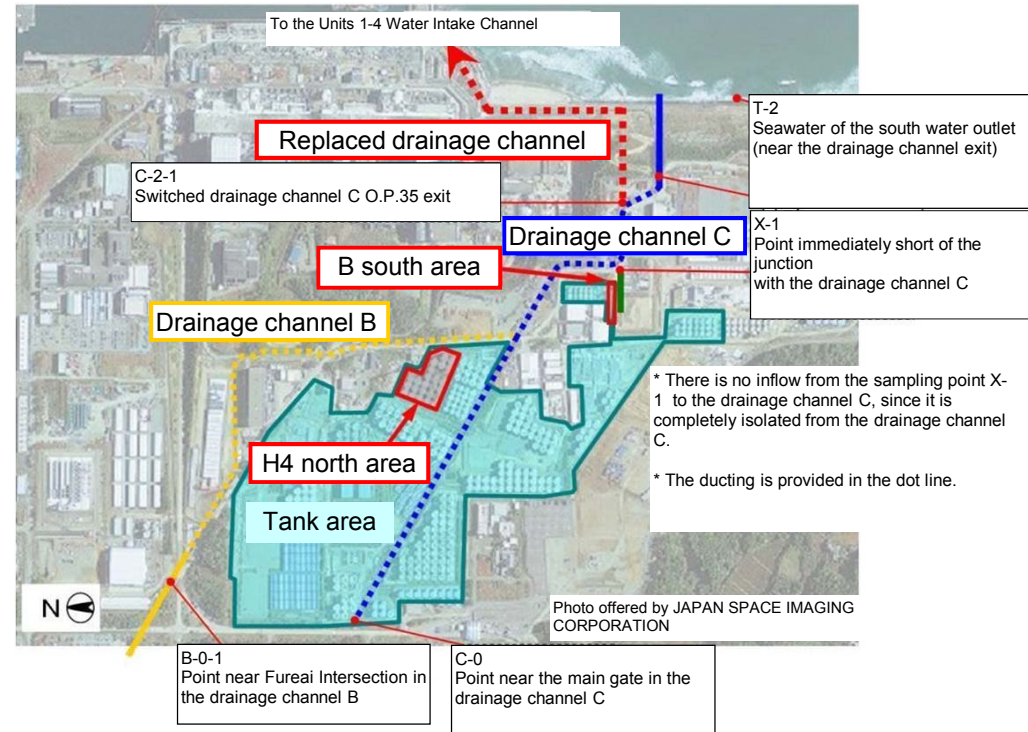 To the Units 1-4 Water Intake Channel
T-2
Seawater of the south water outlet
(near the drainage channel exit)
Replaced drainage channel
C-2-1
Switched drainage channel C O.P.35 exit
X-1
Point immediately short of the
junction
with the drainage channel C
Drainage channel C
B south area
Drainage channel B
* There is no inflow from the sampling point X-
1 to the drainage channel C, since it is
completely isolated from the drainage channel
C.
* The ducting is provided in the dot line.
H4 north area
Tank area
N
Photo offered by JAPAN SPACE IMAGING
CORPORATION
B-0-1
Point near Fureai Intersection in
the drainage channel B
C-0
Point near the main gate in the
drainage channel C